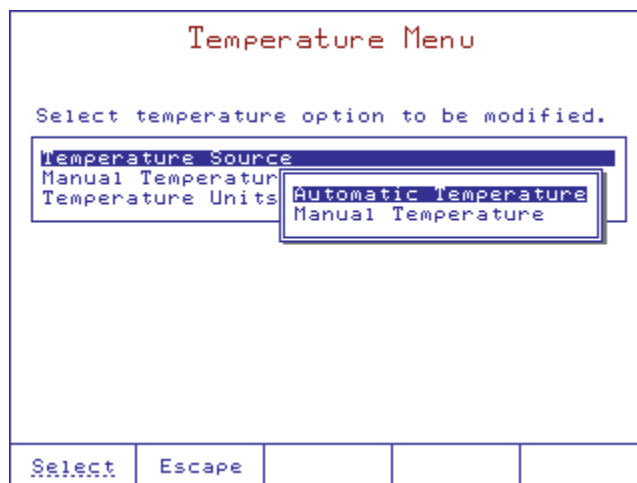 Temperature Menu
Select temperature option to be modified.
Temperature Source
Manual Temperatur
Temperature Units
Automatic Temperature
Manual Temperature
Select
Escape